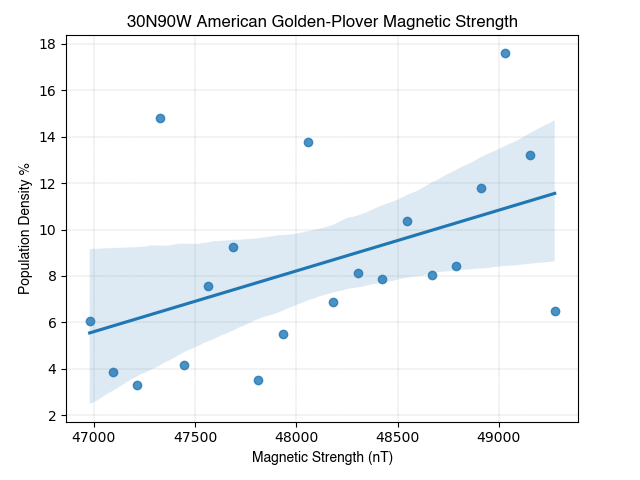 30N90W American Golden-Plover Magnetic Strength
18
16
14
12
10
8
6
4
2
Population Density %
47000 47500 48000 48500 49000
Magnetic Strength (nT)